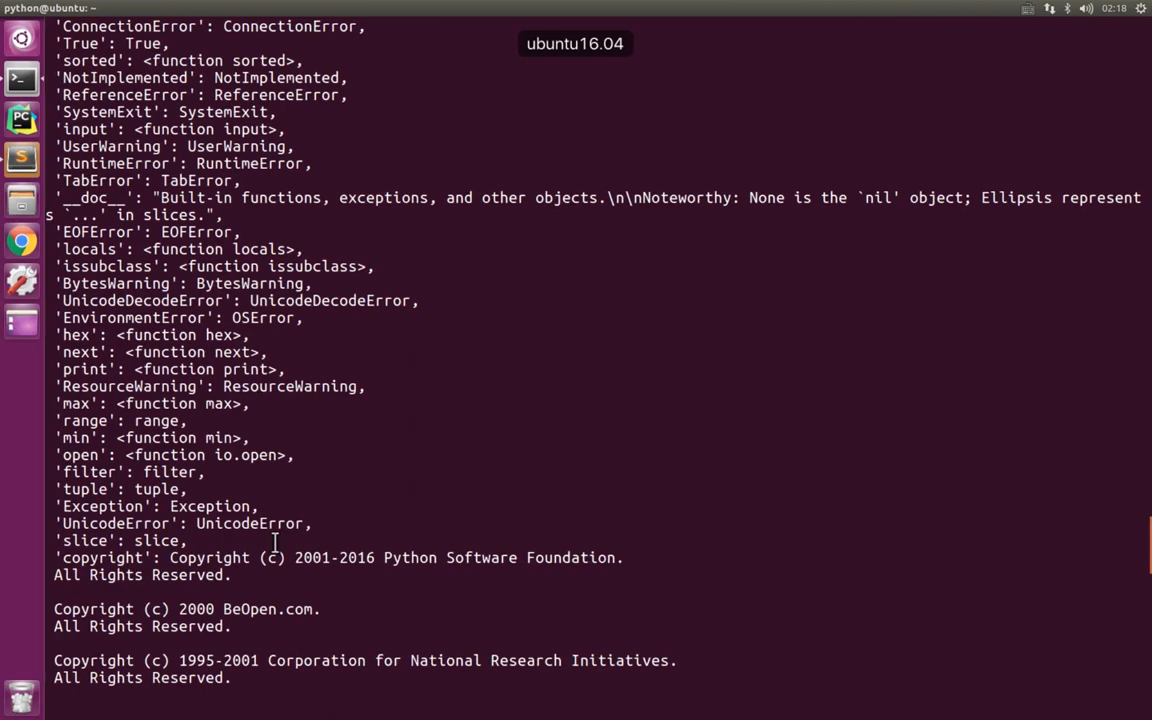 python@ubuntu: ~
02:18
ubuntu16.04
'ConnectionError': ConnectionError,
'True': True,
'sorted': <function sorted>,
'NotImplemented': NotImplemented,
'ReferenceError': ReferenceError,
'SystemExit': SystemExit,
'input': <function input>,
'UserWarning': UserWarning,
'RuntimeError': RuntimeError,
'TabError': TabError,
'__doc__': "Built-in functions, exceptions, and other objects.\n\nNoteworthy: None is the `nil' object; Ellipsis represent
s `...' in slices.",
'EOFError': EOFError,
'locals': <function locals>,
'issubclass': <function issubclass>,
'BytesWarning': BytesWarning,
'UnicodeDecodeError': UnicodeDecodeError,
'EnvironmentError': OSError,
'hex': <function hex>,
'next': <function next>,
'print': <function print>,
'ResourceWarning': ResourceWarning,
'max': <function max>,
'range': range,
'min': <function min>,
'open': <function io.open>,
'filter': filter,
'tuple': tuple,
'Exception': Exception,
'UnicodeError': UnicodeError,
'slice': slice,
'copyright': Copyright (c) 2001-2016 Python Software Foundation.
All Rights Reserved.
Copyright (c) 2000 BeOpen.com.
All Rights Reserved.
Copyright (c) 1995-2001 Corporation for National Research Initiatives.
All Rights Reserved.
PC
S